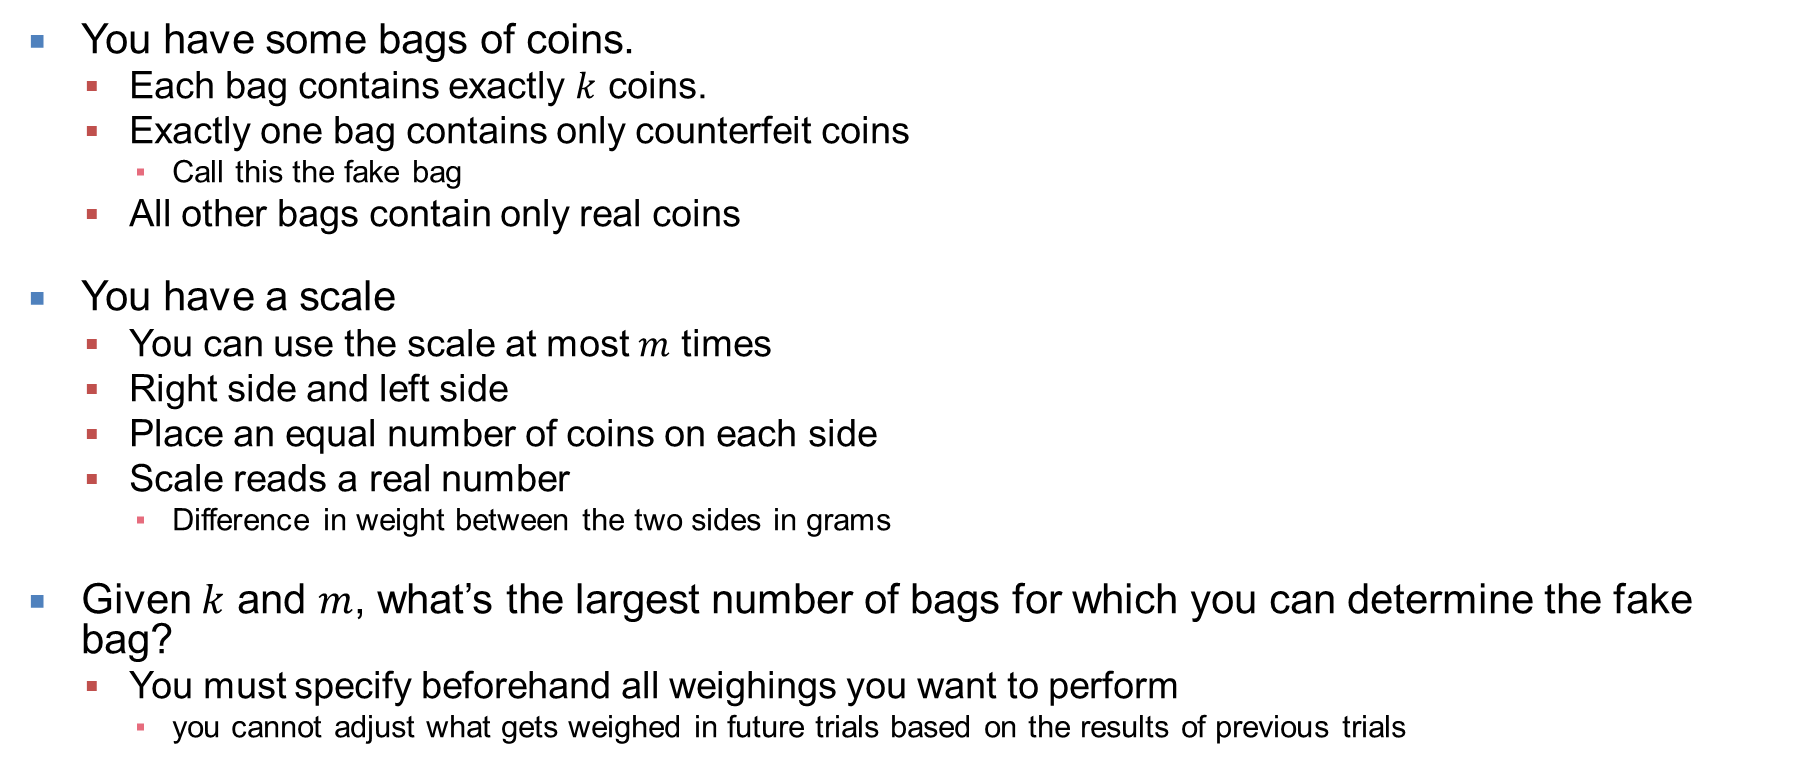 You have some bags of coins.
Each bag contains exactly k coins.
Exactly one bag contains only counterfeit coins
Call this the fake bag
All other bags contain only real coins
You have a scale
You can use the scale at most m times
Right side and left side
Place an equal number of coins on each side
Scale reads a real number
Difference in weight between the two sides in grams
Given k and m, what’s the largest number of bags for which you can determine the fake
bag?
You must specify beforehand all weighings you want to perform
you cannot adjust what gets weighed in future trials based on the results of previous trials